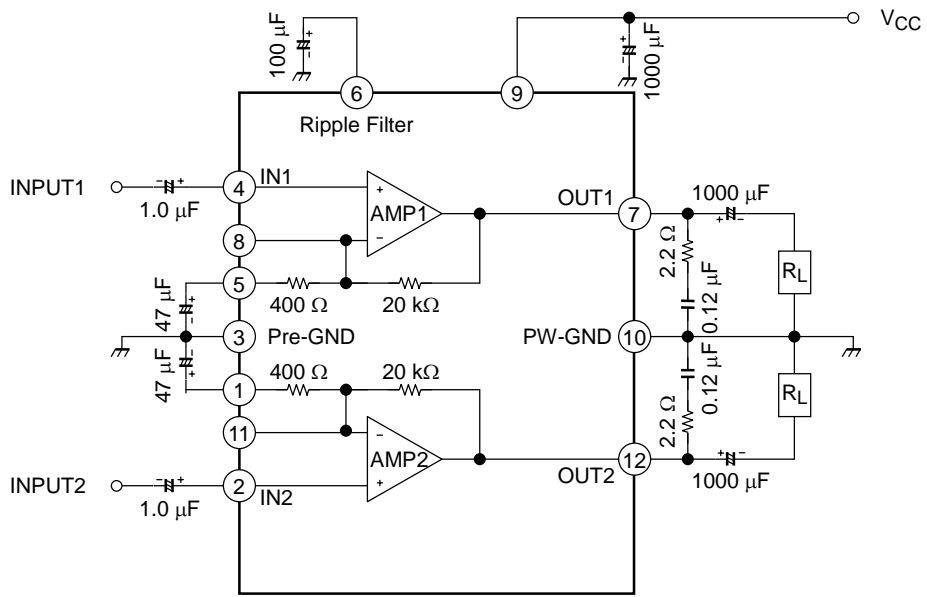 100 μF
+
−
+
−
1000 μF
V_CC
6
9
Ripple Filter
INPUT1
− +
1.0 μF
4
IN1
+
AMP1
−
OUT1
7
1000 μF
+ −
8
2.2 Ω
0.12 μF
R_L
5
400 Ω
20 kΩ
47 μF
+
−
3
Pre-GND
PW-GND
10
47 μF
−
+
400 Ω
20 kΩ
1
0.12 μF
2.2 Ω
R_L
11
−
AMP2
+
OUT2
12
+ −
1000 μF
INPUT2
− +
1.0 μF
2
IN2